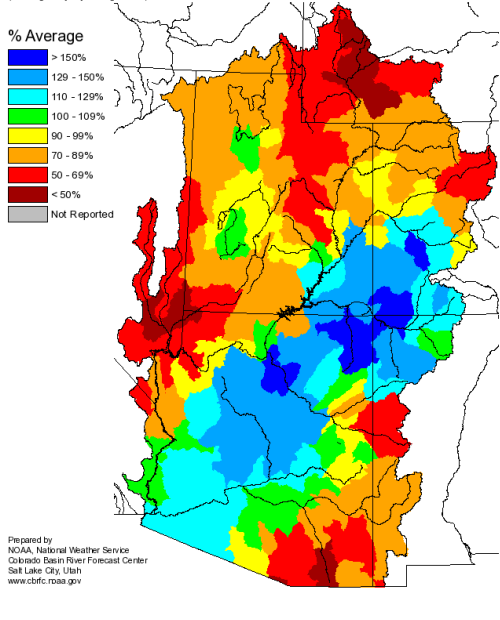 % Average
> 150%
129 - 150%
110 - 129%
100 - 109%
90 - 99%
70 - 89%
50 - 69%
< 50%
Not Reported
Prepared by
NOAA, National Weather Service
Colorado Basin River Forecast Center
Salt Lake City, Utah
www.cbrfc.noaa.gov